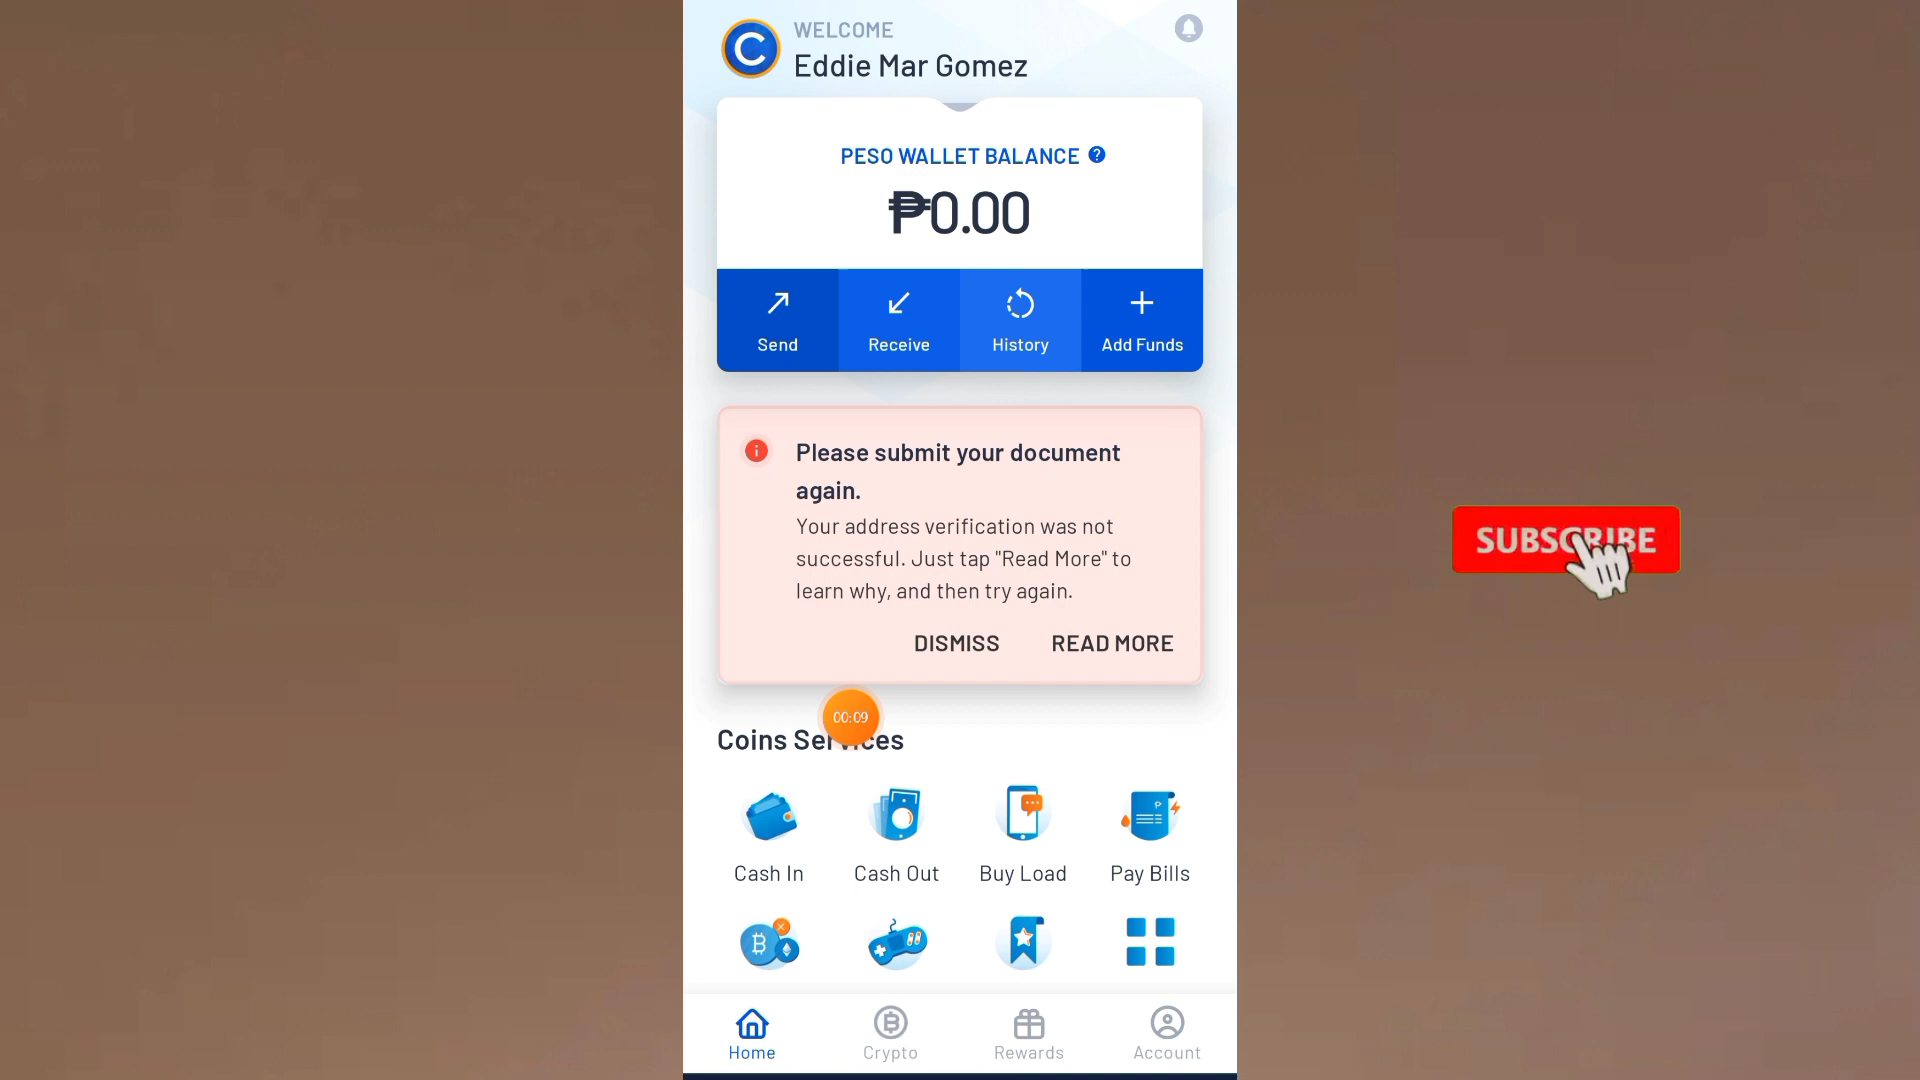 WELCOME
Eddie Mar Gomez
PESO WALLET BALANCE ?
₱0.00
Send Receive History Add Funds
Please submit your document
again.
Your address verification was not
successful. Just tap "Read More" to
learn why, and then try again.
DISMISS READ MORE
SUBSCRIBE
00:09
Coins Services
Cash In Cash Out Buy Load Pay Bills
Home Crypto Rewards Account